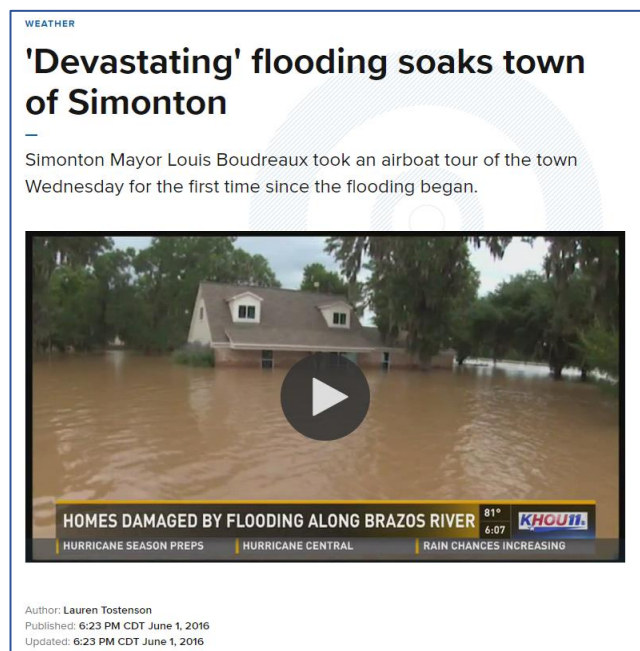 WEATHER
'Devastating' flooding soaks town
of Simonton
Simonton Mayor Louis Boudreaux took an airboat tour of the town
Wednesday for the first time since the flooding began.
HOMES DAMAGED BY FLOODING ALONG BRAZOS RIVER
81°
6:07
KHOU11
HURRICANE SEASON PREPS
HURRICANE CENTRAL
RAIN CHANCES INCREASING
Author: Lauren Tostenson
Published: 6:23 PM CDT June 1, 2016
Updated: 6:23 PM CDT June 1, 2016